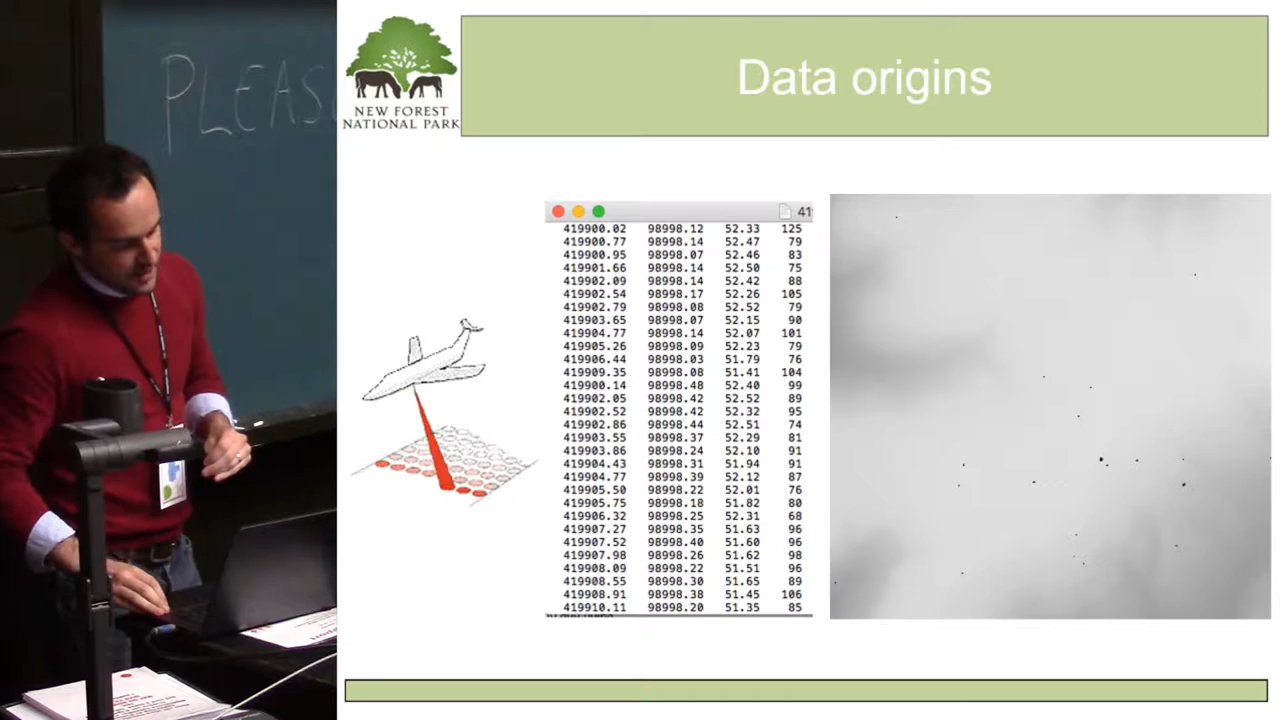 PLEAS
NEW FOREST
NATIONAL PARK
Data origins
41
419900.02 98998.12 52.33 125
419900.77 98998.14 52.47 79
419900.95 98998.07 52.46 83
419901.66 98998.14 52.50 75
419902.09 98998.14 52.42 88
419902.54 98998.17 52.26 105
419902.79 98998.08 52.52 79
419903.65 98998.07 52.15 90
419904.77 98998.14 52.07 101
419905.26 98998.09 52.23 79
419906.44 98998.03 51.79 76
419909.35 98998.08 51.41 104
419900.14 98998.48 52.40 99
419902.05 98998.42 52.52 89
419902.52 98998.42 52.32 95
419902.86 98998.44 52.51 74
419903.55 98998.37 52.29 81
419903.86 98998.24 52.10 91
419904.43 98998.31 51.94 91
419904.77 98998.39 52.12 87
419905.50 98998.22 52.01 76
419905.75 98998.18 51.82 80
419906.32 98998.25 52.31 68
419907.27 98998.35 51.63 96
419907.52 98998.40 51.60 96
419907.98 98998.26 51.62 98
419908.09 98998.22 51.51 96
419908.55 98998.30 51.65 89
419908.91 98998.38 51.45 106
419910.11 98998.20 51.35 85